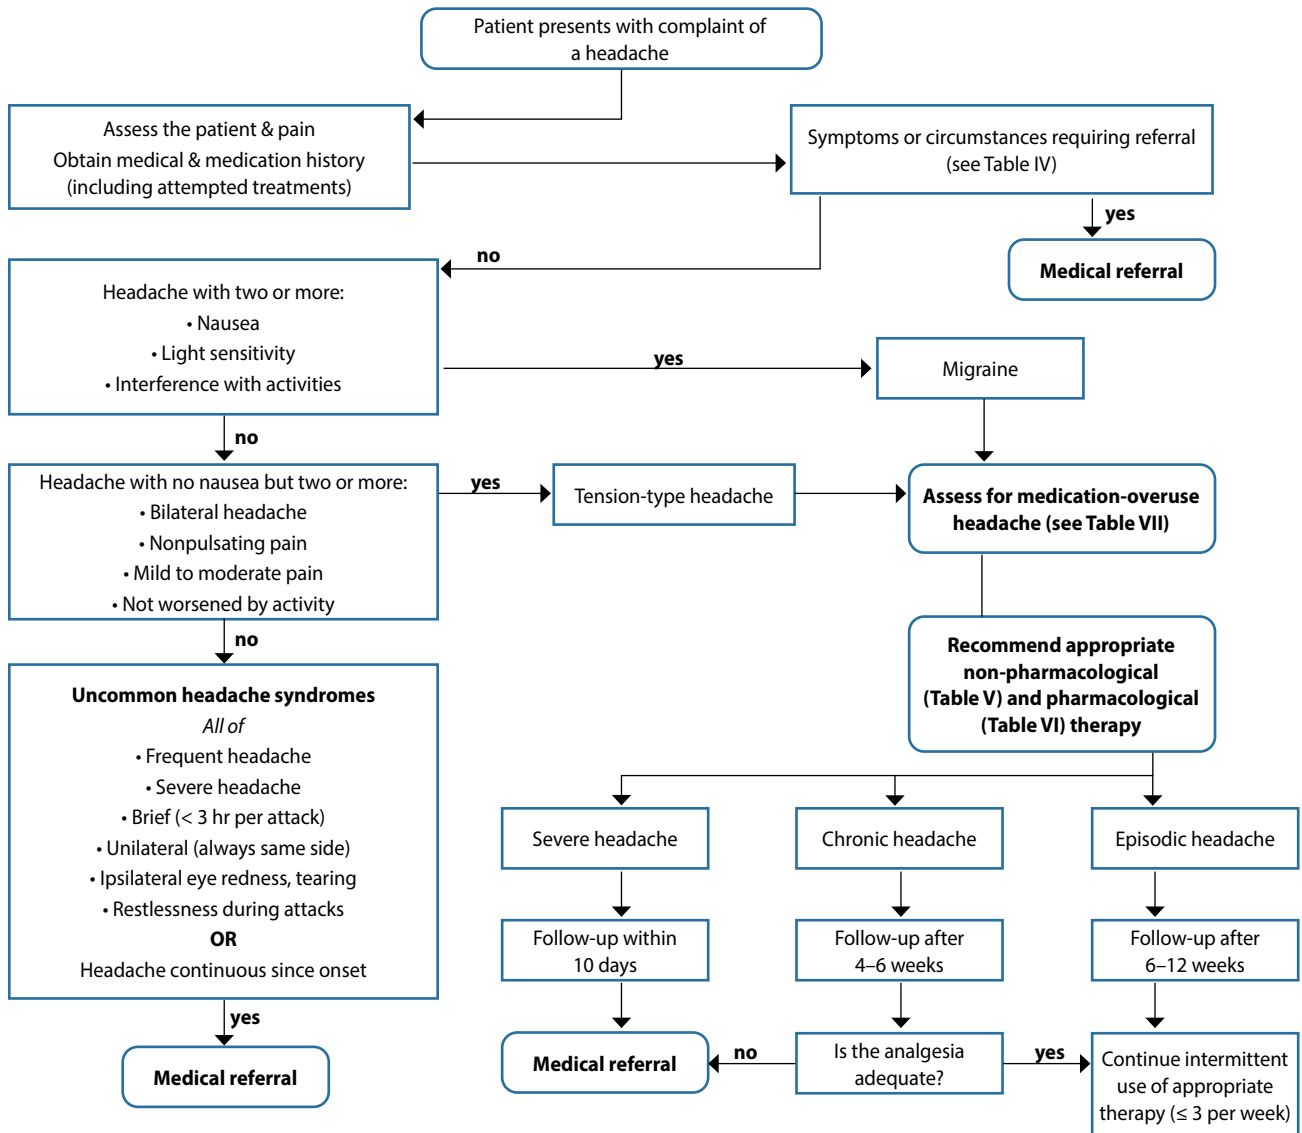 Patient presents with complaint of
a headache
Assess the patient & pain
Obtain medical & medication history
(including attempted treatments)
Symptoms or circumstances requiring referral
(see Table IV)
yes
Medical referral
no
Headache with two or more:
• Nausea
• Light sensitivity
• Interference with activities
yes
Migraine
no
Headache with no nausea but two or more:
• Bilateral headache
• Nonpulsating pain
• Mild to moderate pain
• Not worsened by activity
yes
Tension-type headache
Assess for medication-overuse
headache (see Table VII)
no
Uncommon headache syndromes
All of
• Frequent headache
• Severe headache
• Brief (< 3 hr per attack)
• Unilateral (always same side)
• Ipsilateral eye redness, tearing
• Restlessness during attacks
OR
Headache continuous since onset
yes
Medical referral
Recommend appropriate
non-pharmacological
(Table V) and pharmacological
(Table VI) therapy
Severe headache
Chronic headache
Episodic headache
Follow-up within
10 days
Follow-up after
4–6 weeks
Follow-up after
6–12 weeks
Medical referral
no
Is the analgesia
adequate?
yes
Continue intermittent
use of appropriate
therapy (≤ 3 per week)